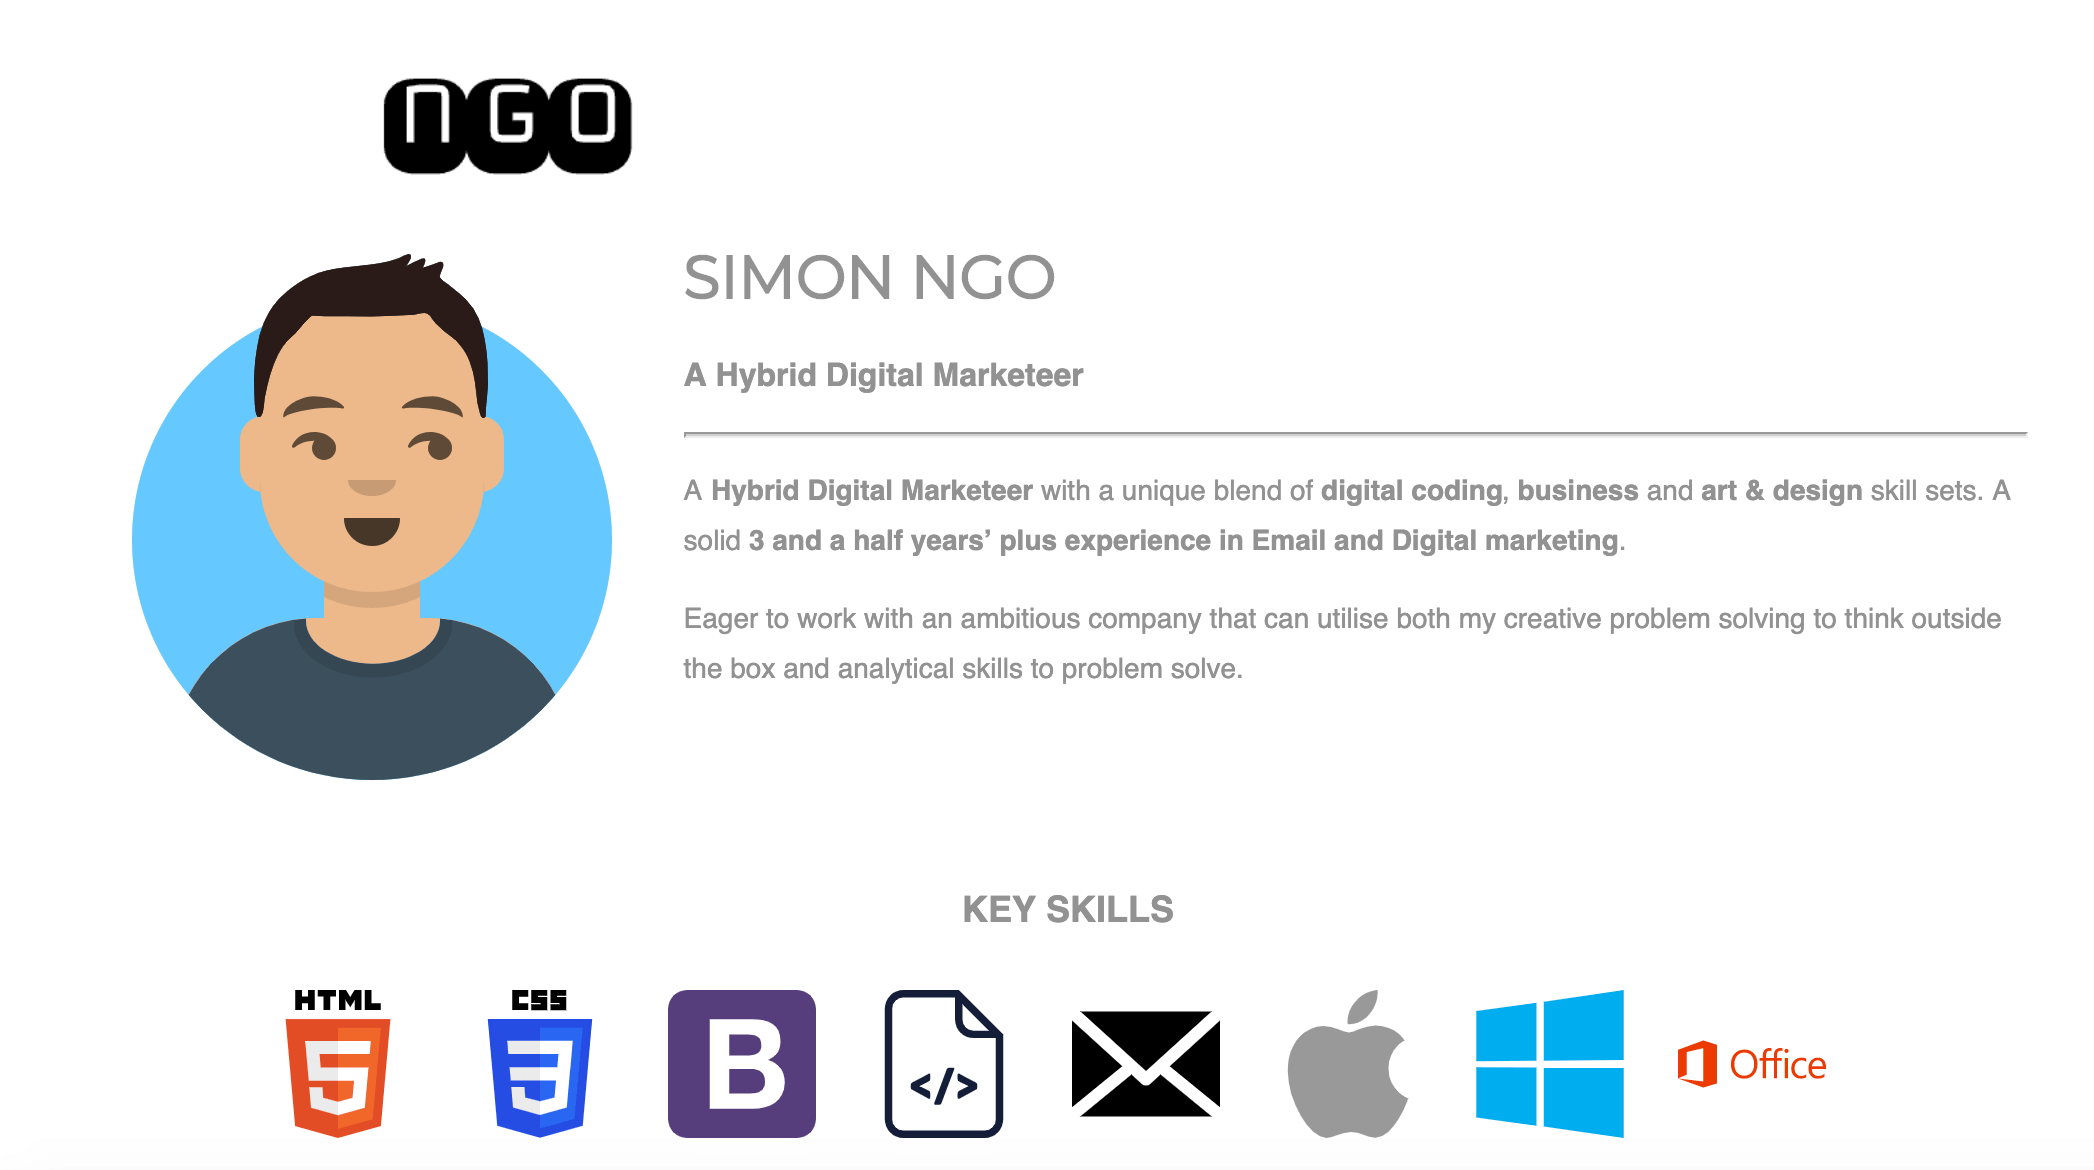 NGO
SIMON NGO
A Hybrid Digital Marketeer
A Hybrid Digital Marketeer with a unique blend of digital coding, business and art & design skill sets. A
solid 3 and a half years’ plus experience in Email and Digital marketing.
Eager to work with an ambitious company that can utilise both my creative problem solving to think outside
the box and analytical skills to problem solve.
KEY SKILLS
HTML CSS
5 3 B </> Office